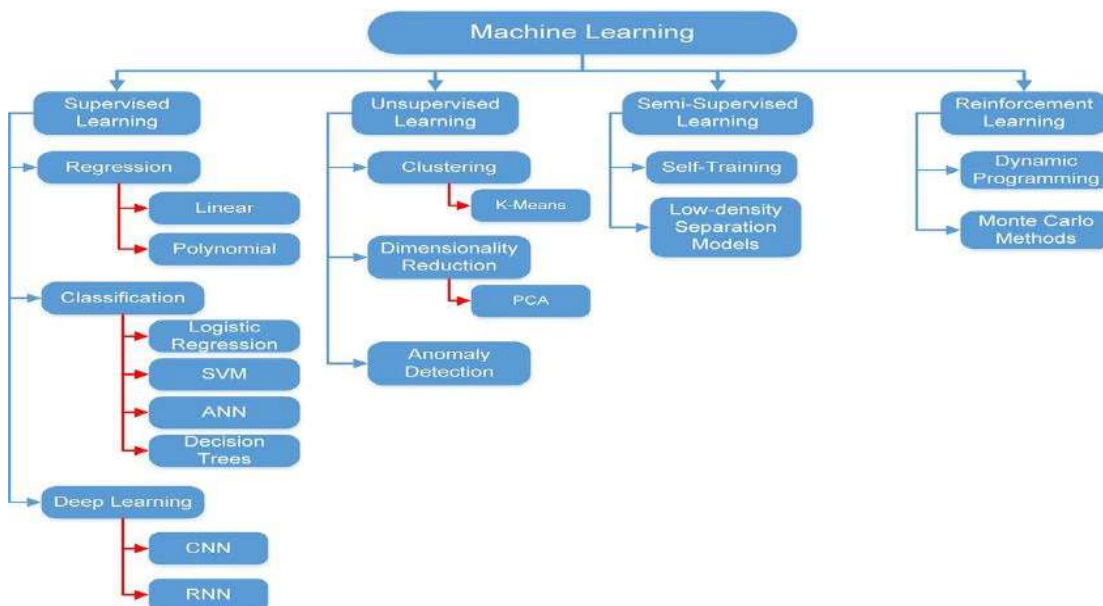 Machine Learning
Supervised
Learning
Regression
Linear
Polynomial
Classification
Logistic
Regression
SVM
ANN
Decision
Trees
Deep Learning
CNN
RNN
Unsupervised
Learning
Clustering
K-Means
Dimensionality
Reduction
PCA
Anomaly
Detection
Semi-Supervised
Learning
Self-Training
Low-density
Separation
Models
Reinforcement
Learning
Dynamic
Programming
Monte Carlo
Methods